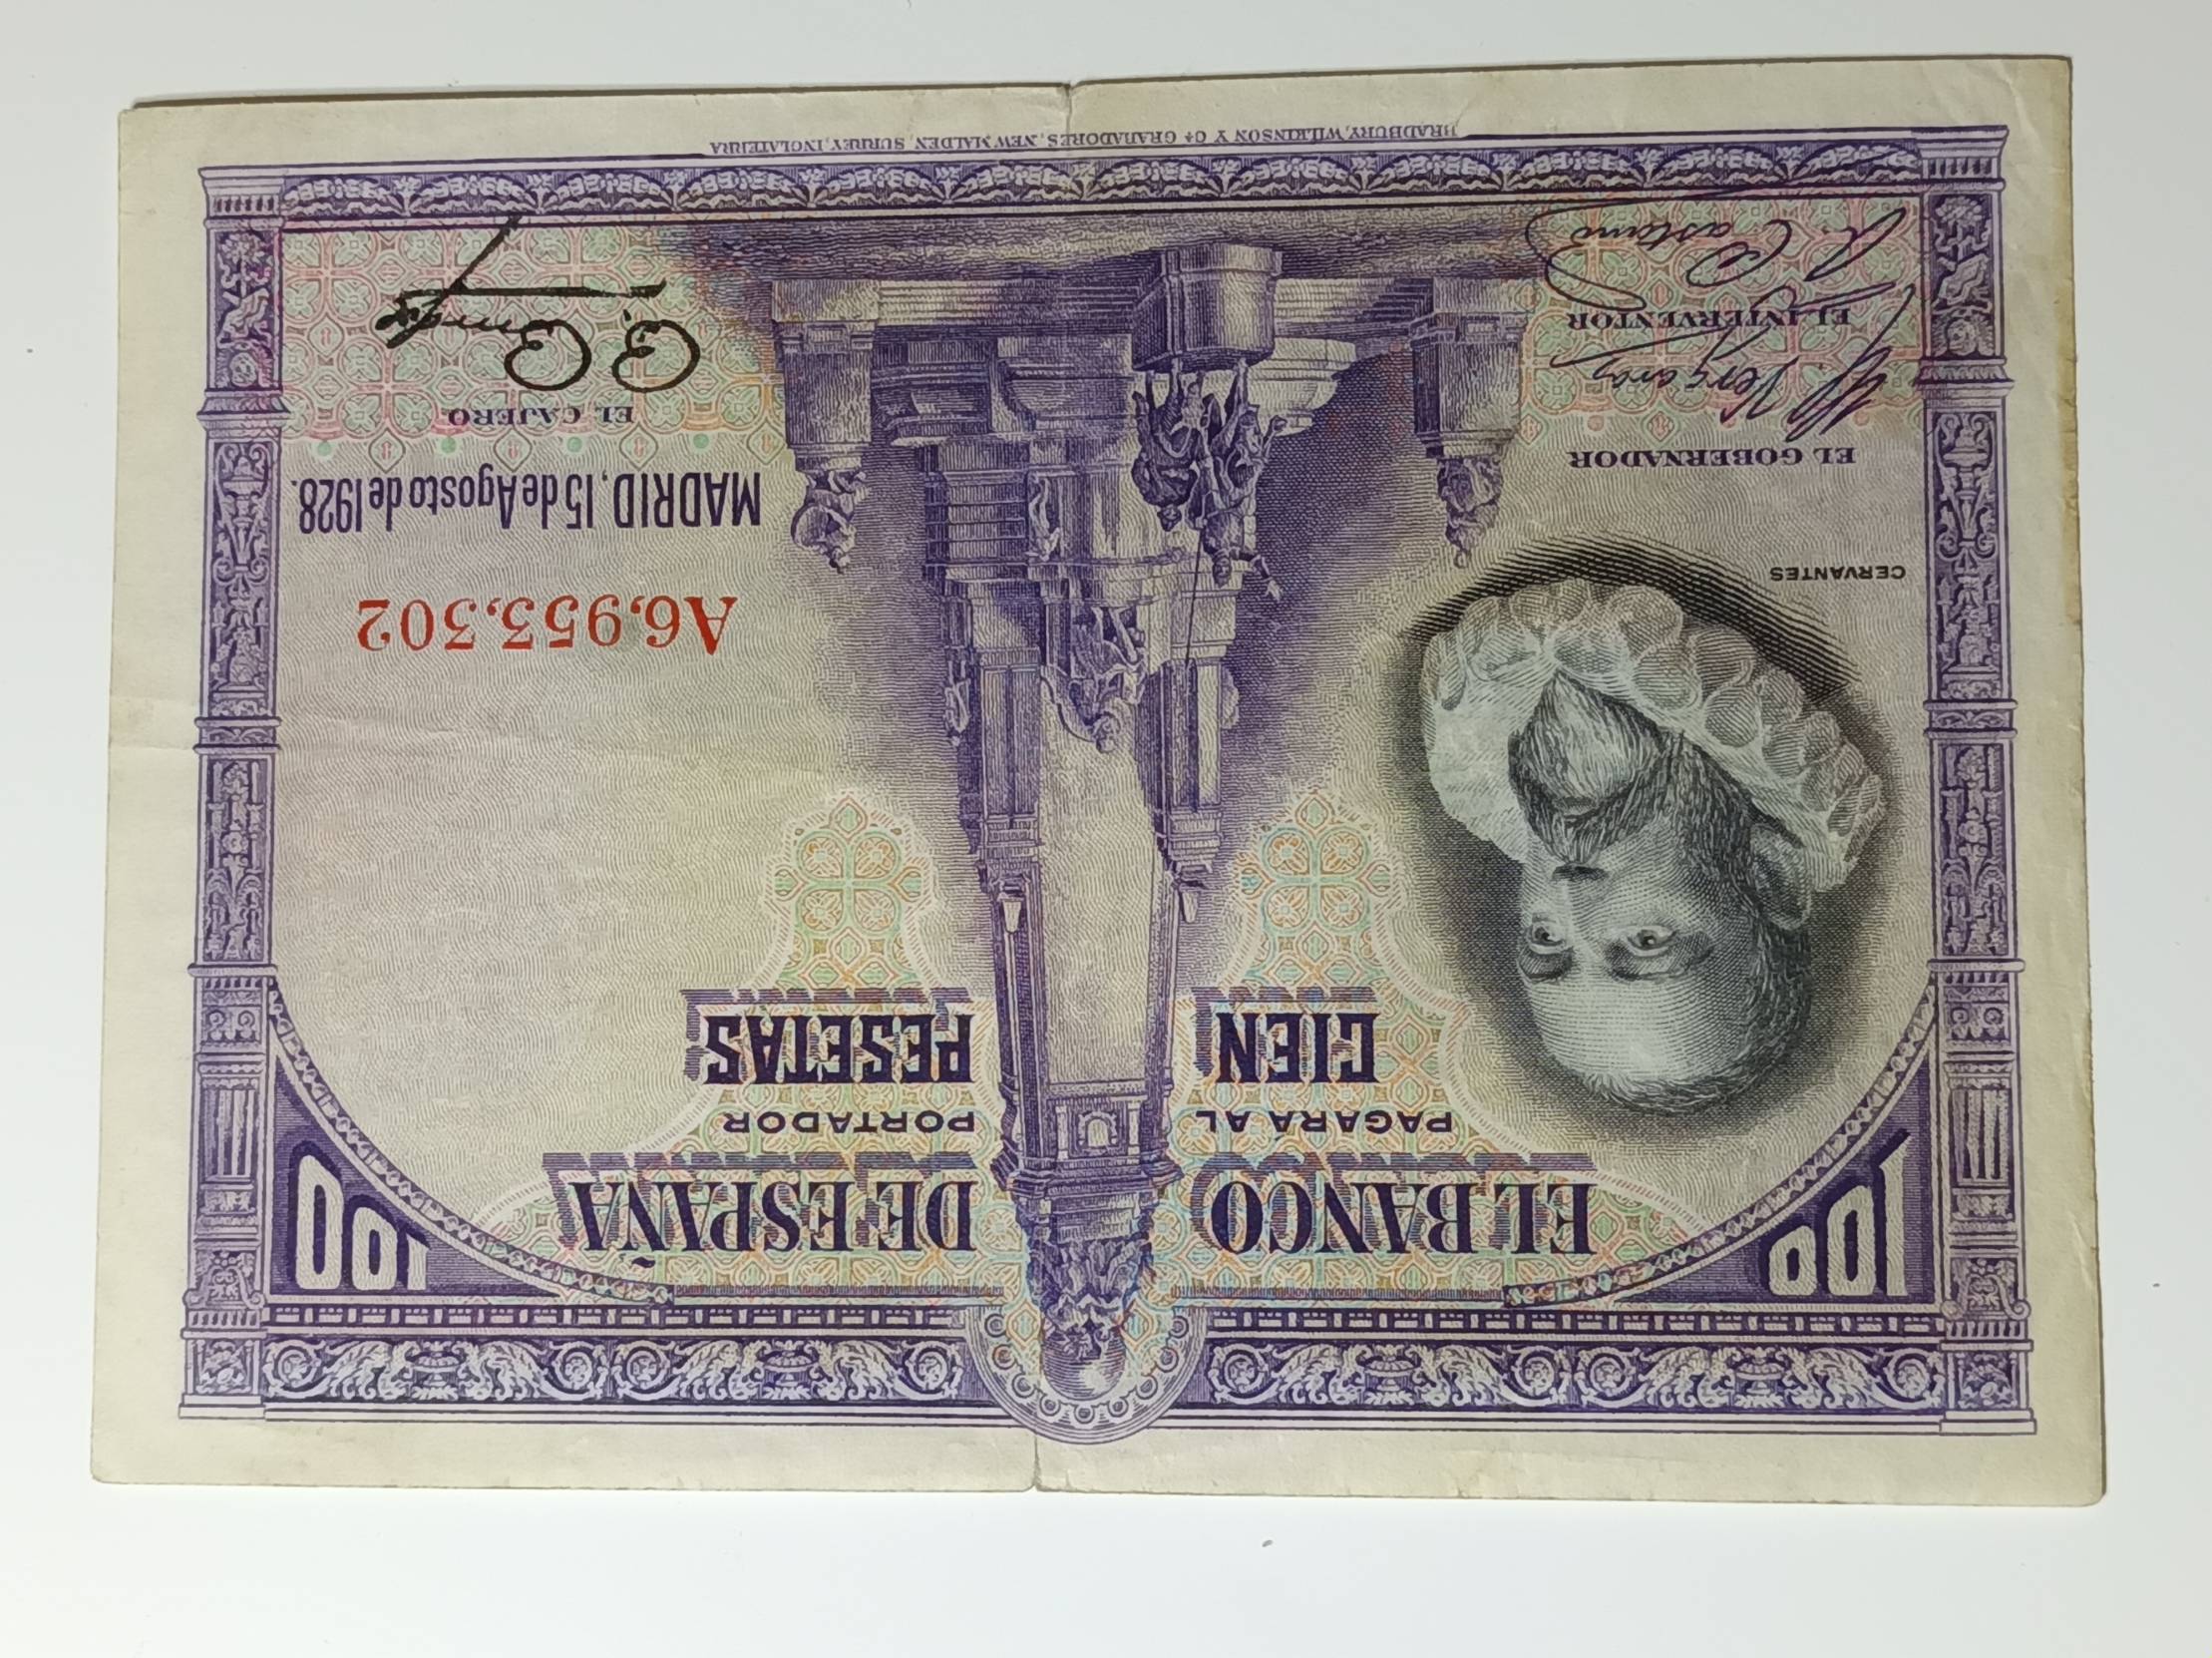 100 EL BANCO DE ESPAÑA 100
PAGARÁ AL PORTADOR
CIEN PESETAS
A6,953,302
CERVANTES
MADRID, 15 de Agosto de 1928.
EL GOBERNADOR
EL CAJERO
EL INTERVENTOR
BRADBURY, WILKINSON Y Cª GRABADORES, NEW MALDEN, SURREY, INGLATERRA